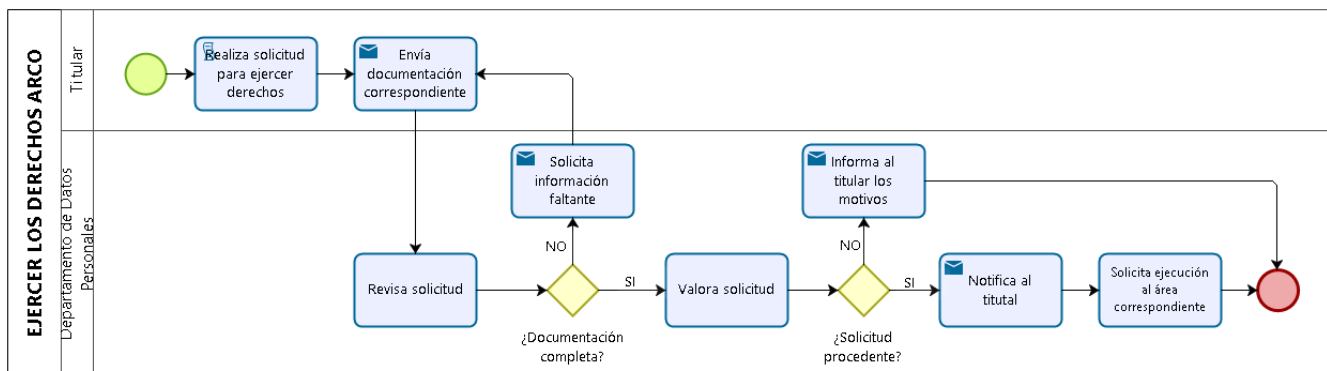 EJERCER LOS DERECHOS ARCO
Titular
Realiza solicitud
para ejercer
derechos
Envía
documentación
correspondiente
Departamento de Datos
Personales
Solicita
información
faltante
Informa al
titular los
motivos
NO
NO
Revisa solicitud
SI
Valora solicitud
SI
Notifica al
titutal
Solicita ejecución
al área
correspondiente
¿Documentación
completa?
¿Solicitud
procedente?